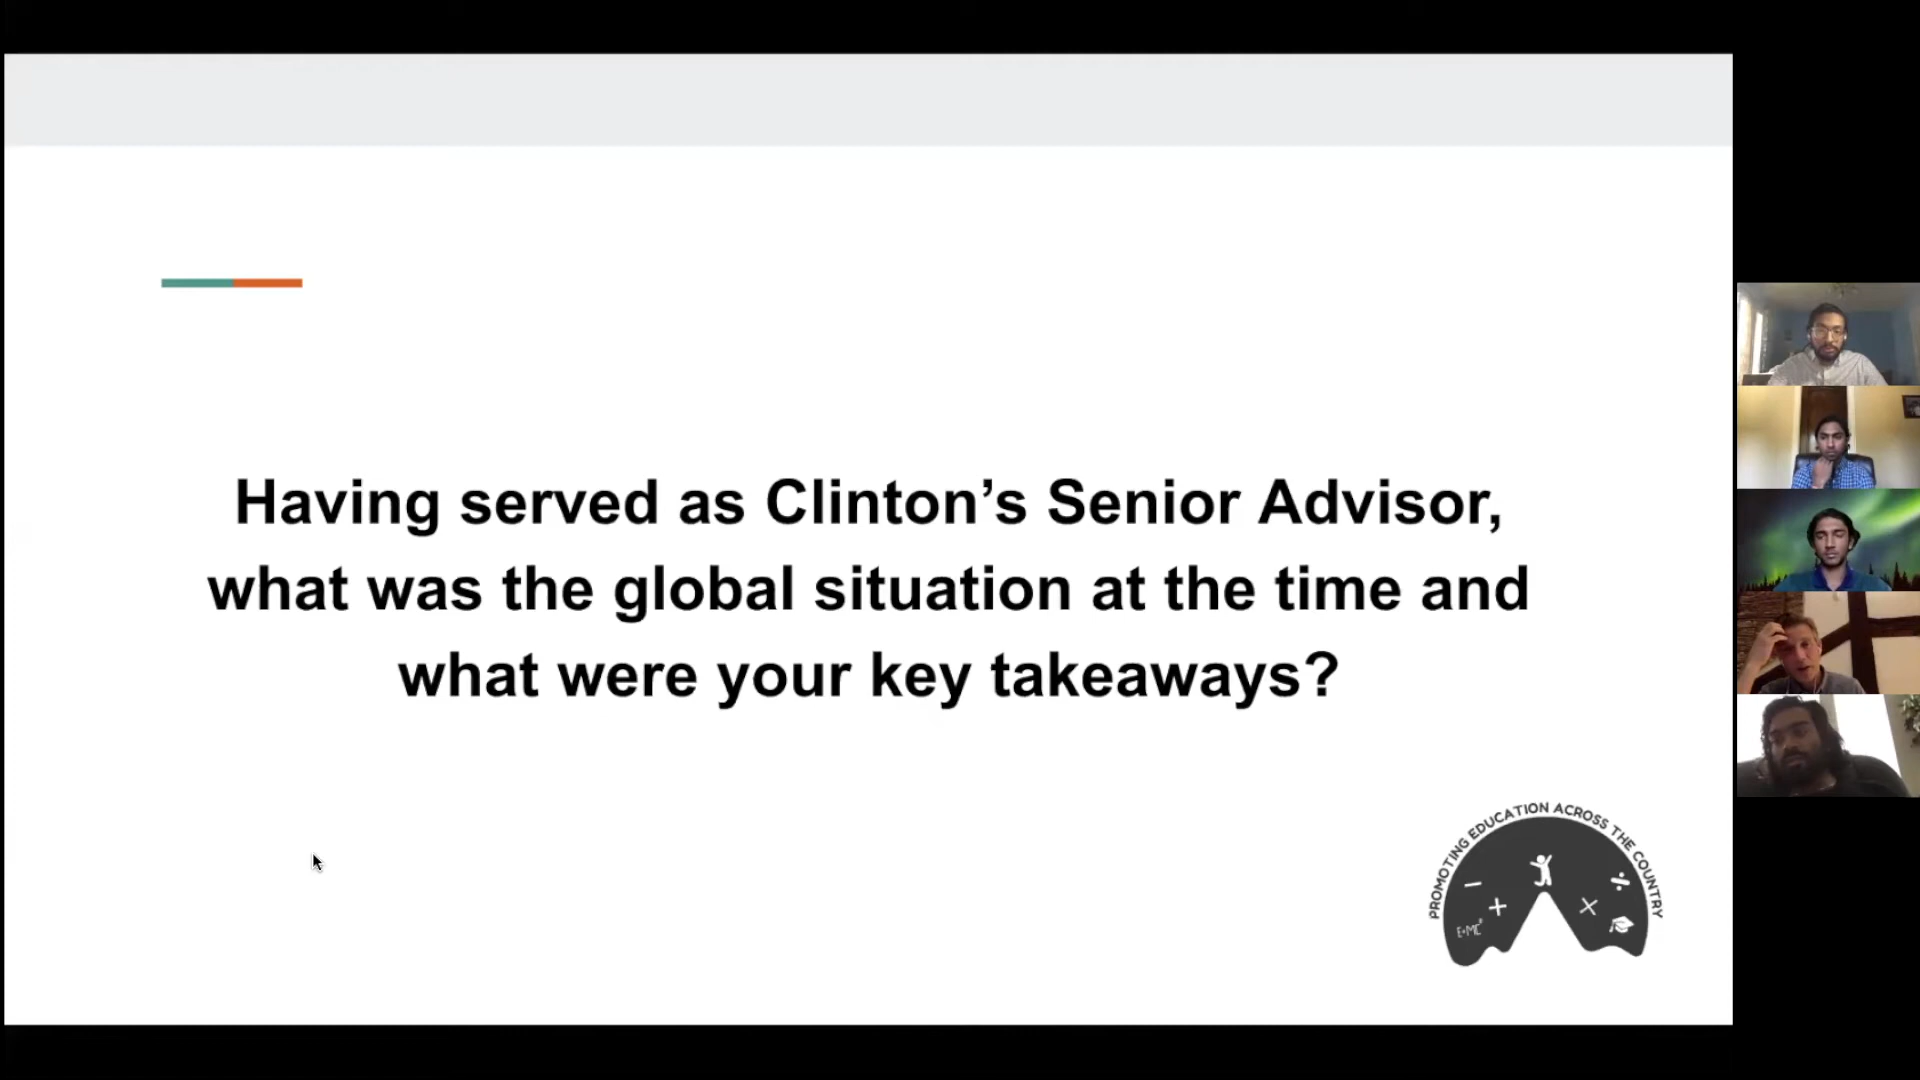 Having served as Clinton’s Senior Advisor,
what was the global situation at the time and
what were your key takeaways?
PROMOTING EDUCATION ACROSS THE COUNTRY
E=MC²